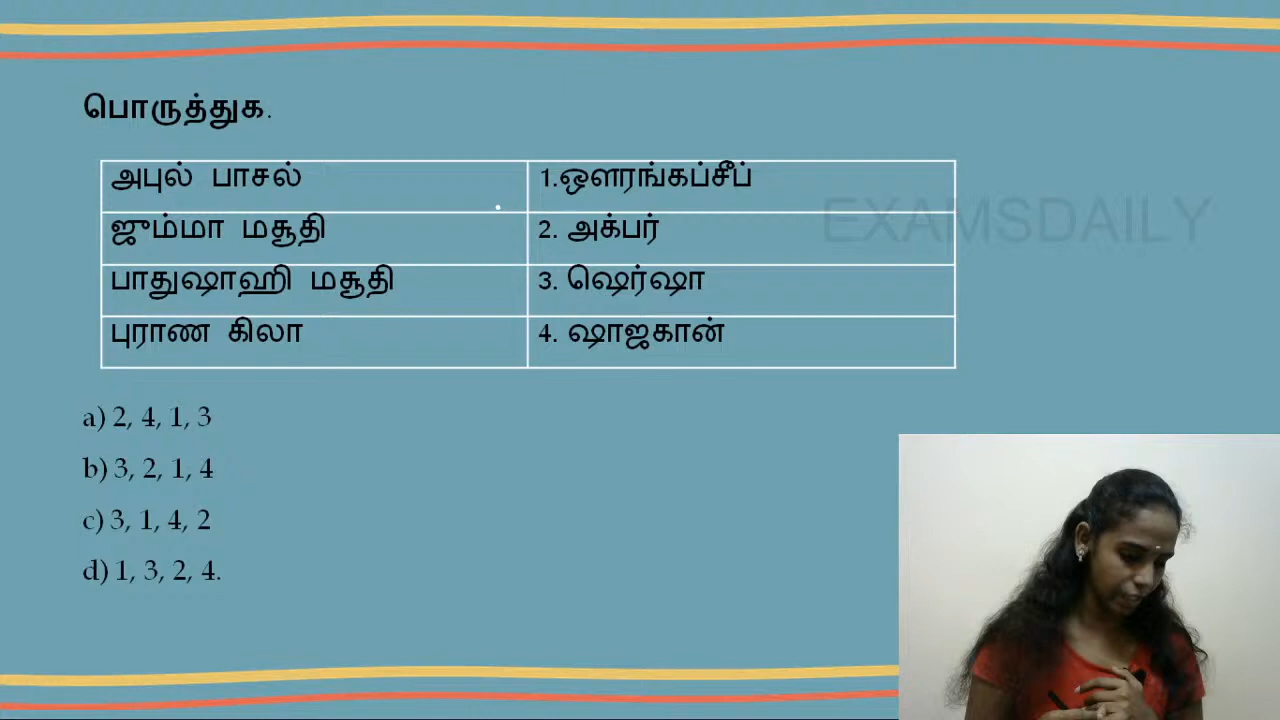 பொருத்துக.
அபுல் பாசல் 1.ஔரங்கப்சீப்
ஜும்மா மசூதி 2. அக்பர்
பாதுஷாஹி மசூதி 3. ஷெர்ஷா
புராண கிலா 4. ஷாஜகான்
EXAMSDAILY
a) 2, 4, 1, 3
b) 3, 2, 1, 4
c) 3, 1, 4, 2
d) 1, 3, 2, 4.